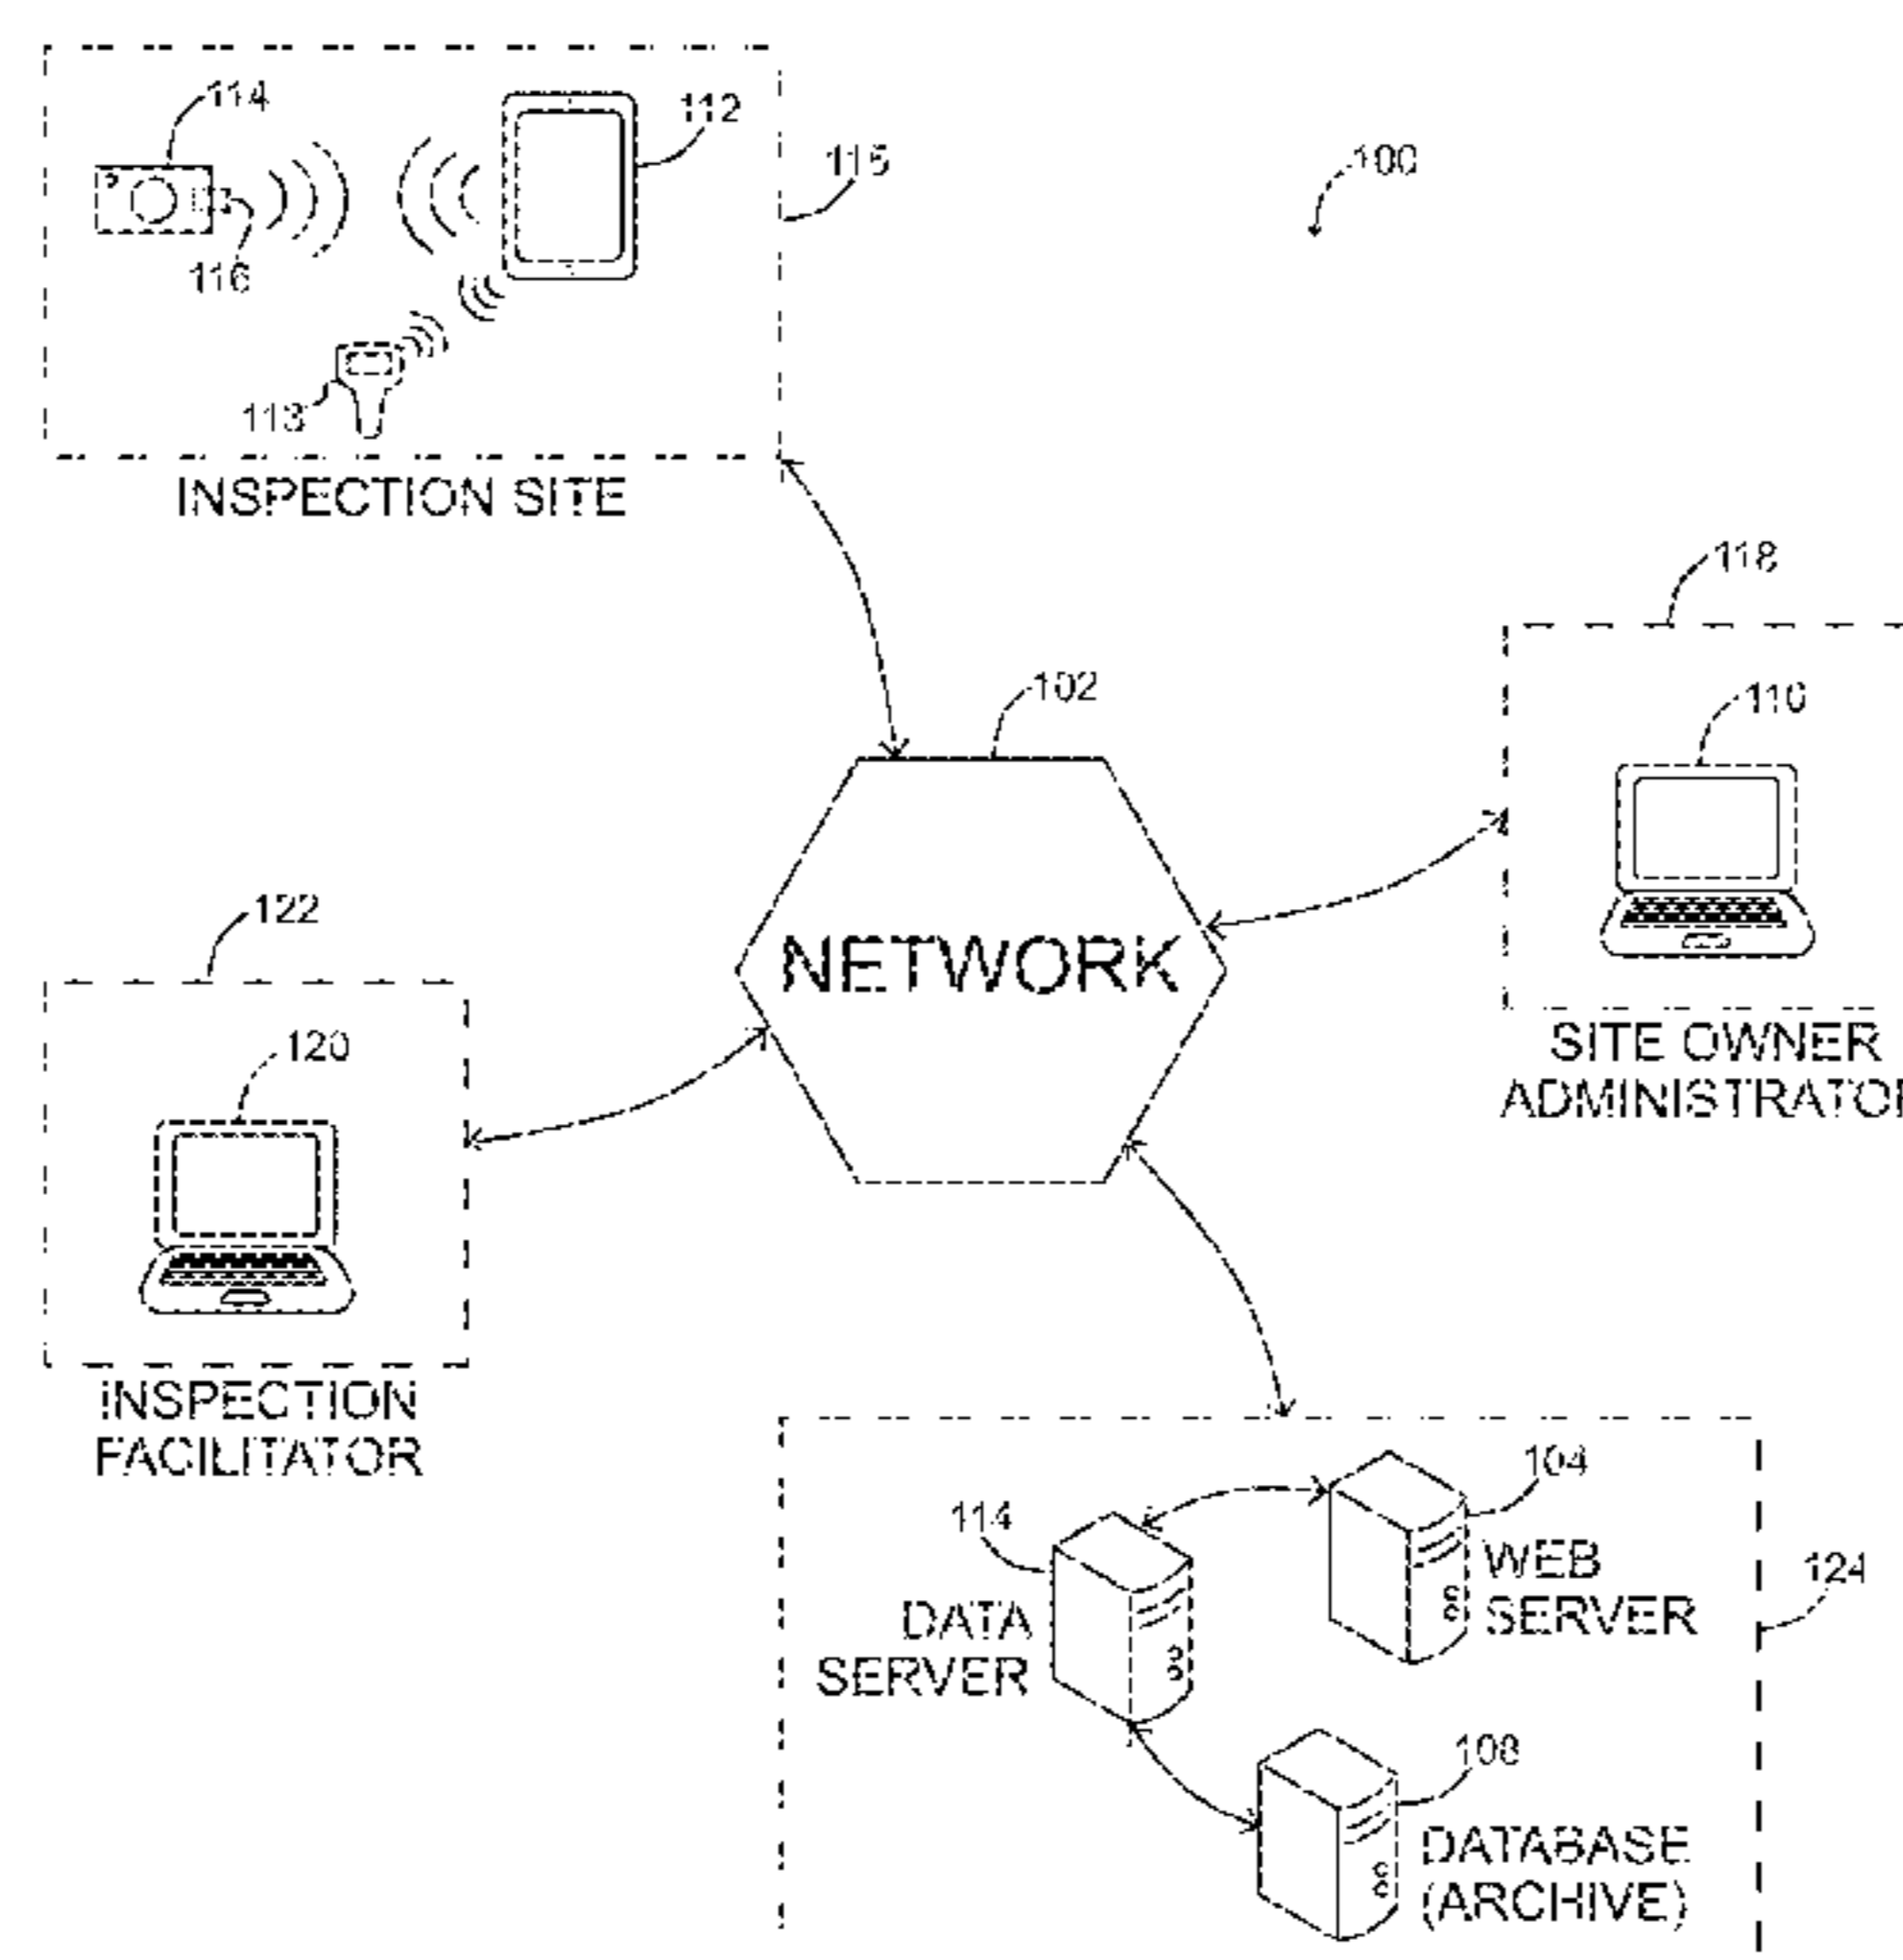 114
112
115
100
116
113
INSPECTION SITE
118
102
110
122
NETWORK
SITE OWNER
120
ADMINISTRATOR
INSPECTION
FACILITATOR
104
114
WEB
124
DATA
SERVER
SERVER
108
DATABASE
(ARCHIVE)